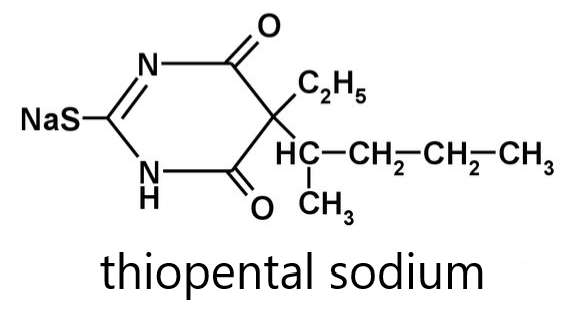 O
N
C₂H₅
NaS
HC–CH₂–CH₂–CH₃
N
H
O
CH₃
thiopental sodium